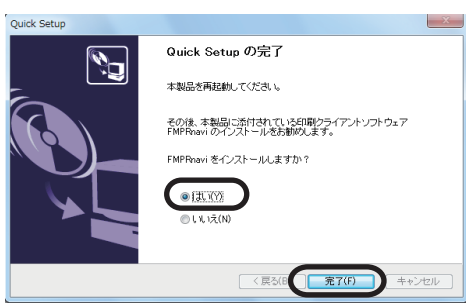 Quick Setup
Quick Setup の完了
本製品を再起動してください。
その後、本製品に添付されている印刷クライアントソフトウェア
FMPRnavi のインストールをお勧めします。
FMPRnavi をインストールしますか？
はい(Y)
いいえ(N)
< 戻る(B
完了(F)
キャンセル